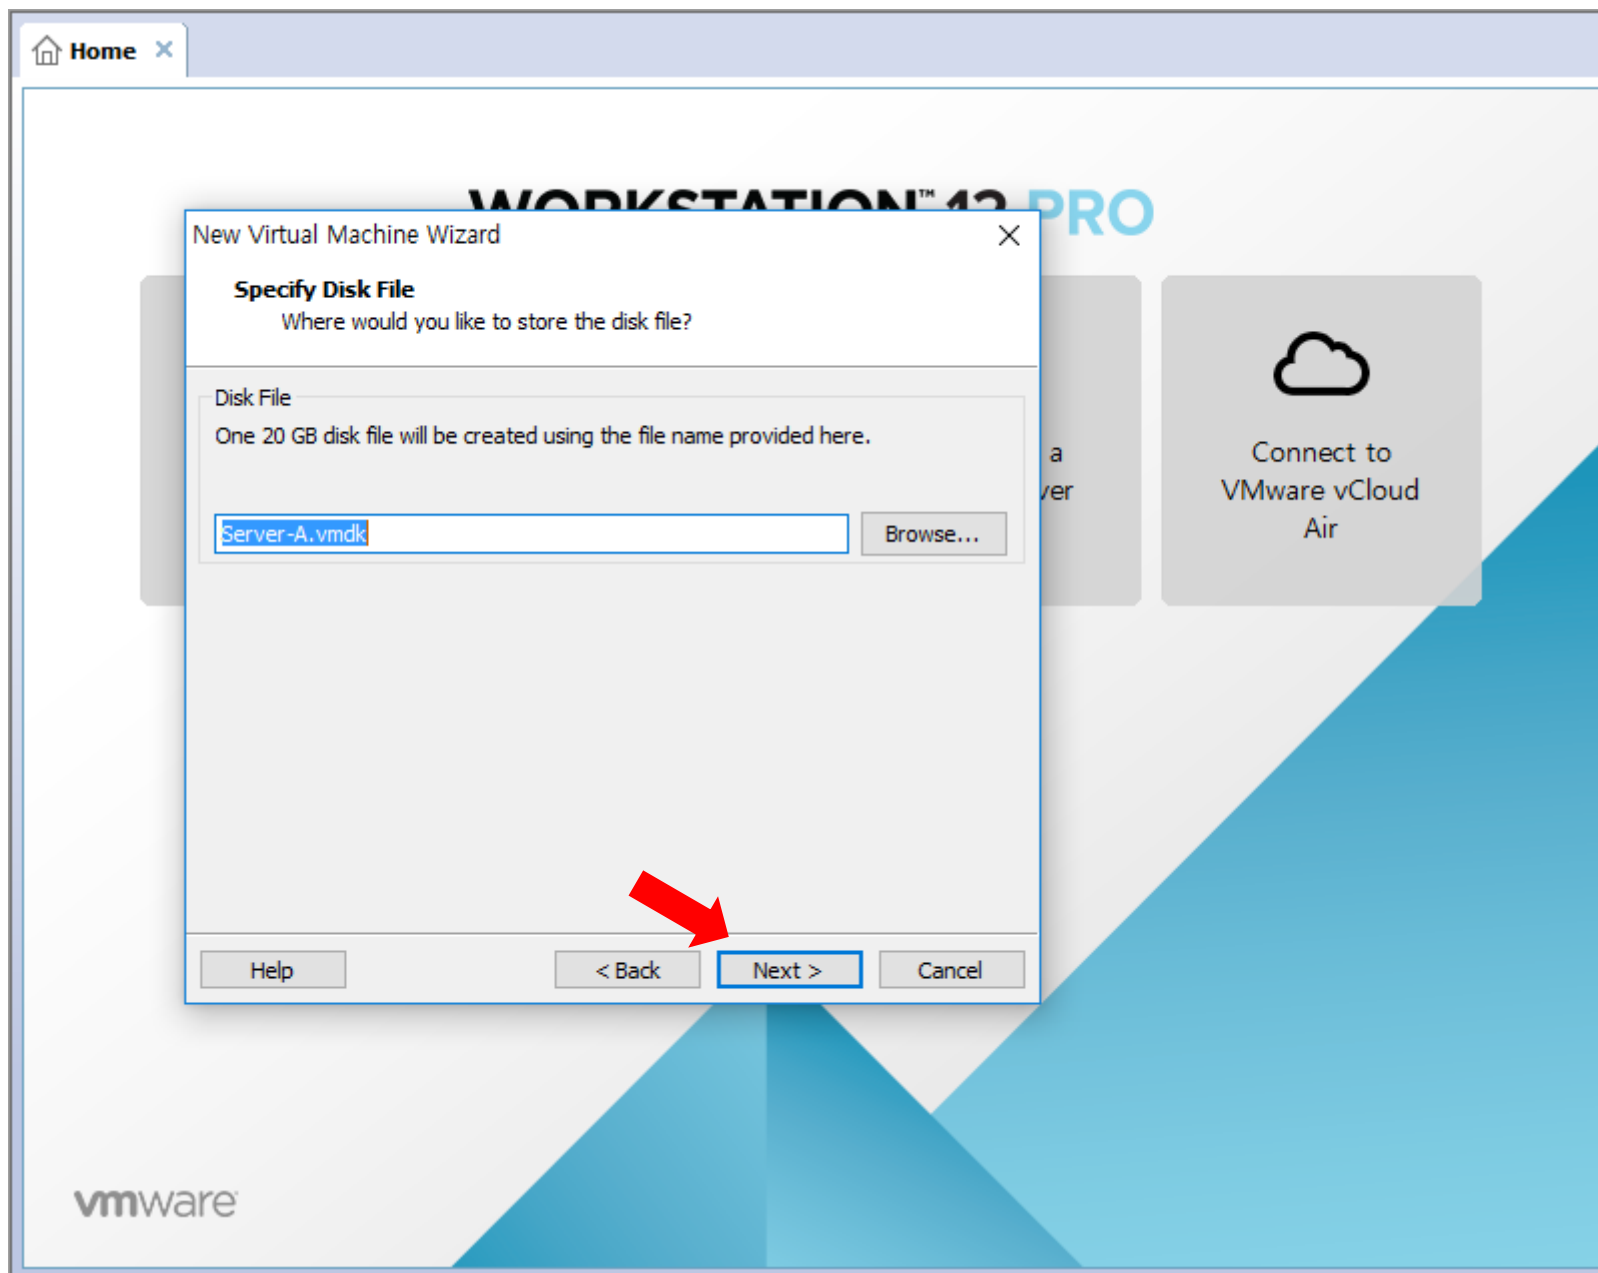 Home
WORKSTATION™ 12 PRO
New Virtual Machine Wizard
Specify Disk File
Where would you like to store the disk file?
Disk File
One 20 GB disk file will be created using the file name provided here.
Server-A.vmdk
Browse...
a
ver
Connect to
VMware vCloud
Air
Help
< Back
Next >
Cancel
vmware